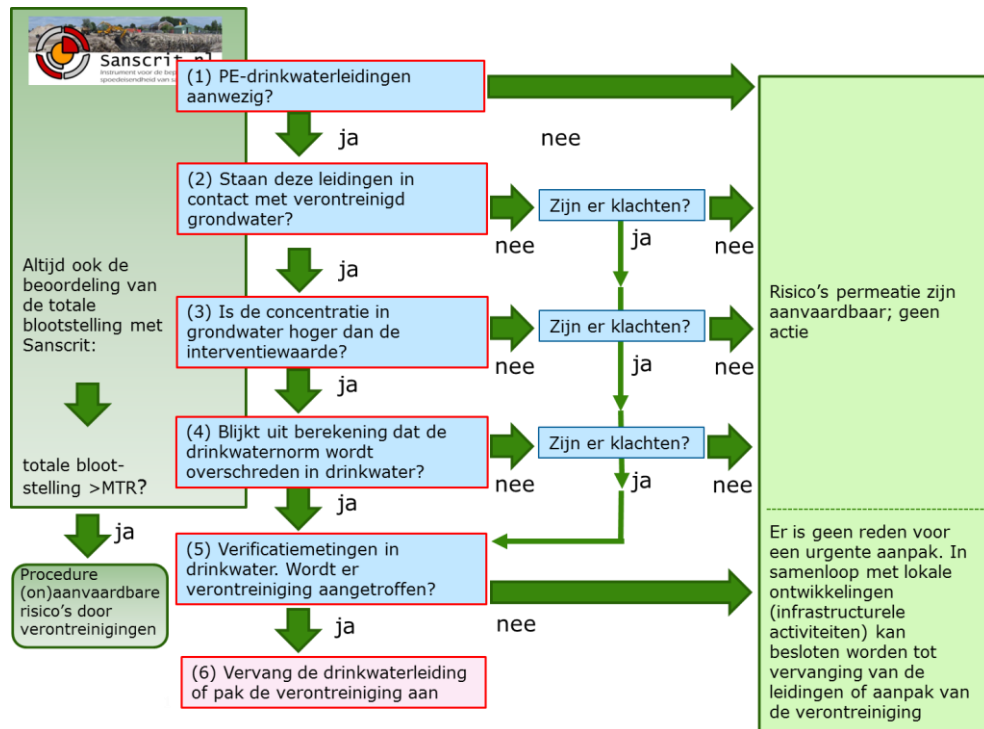 Sanscrit.nl
Instrument voor de bep
spoedeisendheid van s
(1) PE-drinkwaterleidingen
aanwezig?
ja
nee
(2) Staan deze leidingen in
contact met verontreinigd
grondwater?
nee
Zijn er klachten?
nee
ja
ja
Altijd ook de
beoordeling van
de totale
blootstelling met
Sanscrit:
(3) Is de concentratie in
grondwater hoger dan de
interventiewaarde?
nee
Zijn er klachten?
nee
ja
ja
Risico's permeatie zijn
aanvaardbaar; geen
actie
(4) Blijkt uit berekening dat de
drinkwaternorm wordt
overschreden in drinkwater?
nee
Zijn er klachten?
nee
ja
ja
totale bloot-
stelling >MTR?
ja
Procedure
(on)aanvaardbare
risico's door
verontreinigingen
(5) Verificatiemetingen in
drinkwater. Wordt er
verontreiniging aangetroffen?
ja
nee
Er is geen reden voor
een urgente aanpak. In
samenloop met lokale
ontwikkelingen
(infrastructurele
activiteiten) kan
besloten worden tot
vervanging van de
leidingen of aanpak van
de verontreiniging
(6) Vervang de drinkwaterleiding
of pak de verontreiniging aan